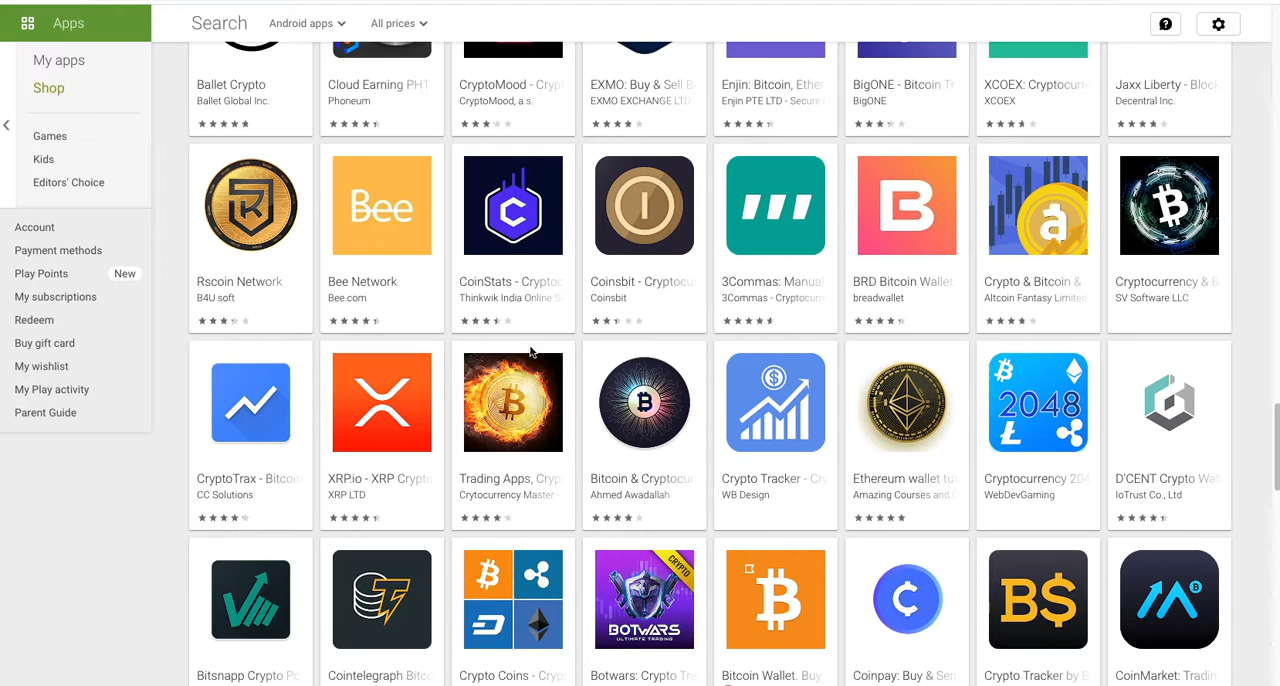 Apps
Search
Android apps
All prices
My apps
Shop
Games
Kids
Editors' Choice
Account
Payment methods
Play Points
New
My subscriptions
Redeem
Buy gift card
My wishlist
My Play activity
Parent Guide
Ballet Crypto
Ballet Global Inc.
Cloud Earning PHT
Phoneum
CryptoMood - Cryp
CryptoMood, a.s.
EXMO: Buy & Sell B
EXMO EXCHANGE LTD
Enjin: Bitcoin, Ether
Enjin PTE LTD - Secure
BigONE - Bitcoin Tr
BigONE
XCOEX: Cryptocurr
XCOEX
Jaxx Liberty - Block
Decentral Inc.
Rscoin Network
B4U soft
Bee
Bee Network
Bee.com
CoinStats - Cryptoc
Thinkwik India Online S
Coinsbit - Cryptocu
Coinsbit
3Commas: Manual
3Commas - Cryptocurre
B
BRD Bitcoin Wallet.
breadwallet
a
Crypto & Bitcoin &
Altcoin Fantasy Limited
Cryptocurrency & B
SV Software LLC
CryptoTrax - Bitcoin
CC Solutions
XRP.io - XRP Crypto
XRP LTD
Trading Apps, Cryp
Crytocurrency Master -
Bitcoin & Cryptocur
Ahmed Awadallah
Crypto Tracker - Cr
WB Design
Ethereum wallet tu
Amazing Courses and
2048
Cryptocurrency 204
WebDevGaming
D'CENT Crypto Wal
IoTrust Co., Ltd
Bitsnapp Crypto Po
Cointelegraph Bitc
Crypto Coins - Cryp
CRYPTO
BOTWARS
ULTIMATE TRADING
Botwars: Crypto Tra
Bitcoin Wallet. Buy
Coinpay: Buy & Sen
B$
Crypto Tracker by B
CoinMarket: Tradin